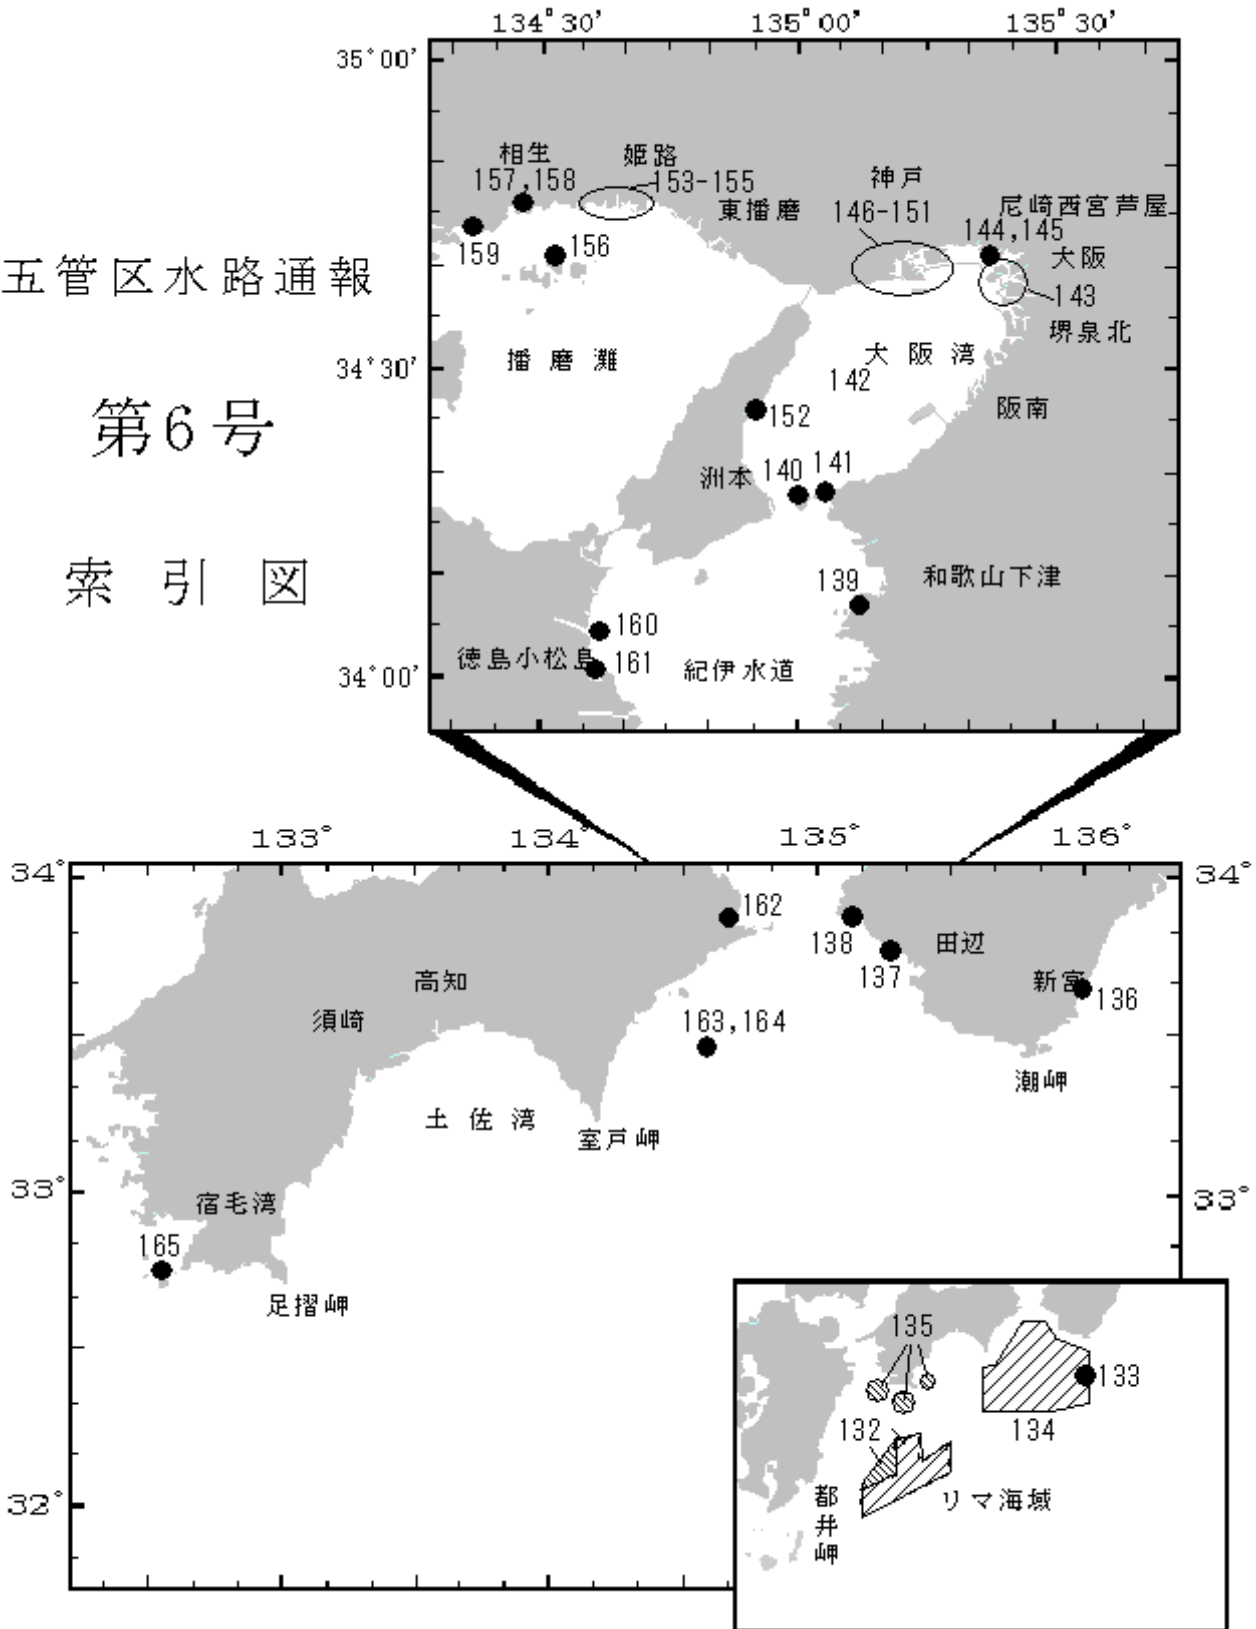 134°30′ 135°00′ 135°30′
35°00′
相生 姫路
157,158 153-155
神戸
東播磨 146-151 尼崎西宮芦屋
144,145
159 156 大阪
五管区水路通報
143
堺泉北
播磨灘 大阪湾
34°30′
142
第6号
152 阪南
洲本 140 141
索引図
139 和歌山下津
160
徳島小松島 161 紀伊水道
34°00′
133° 134° 135° 136°
34° 34°
162
138 田辺
137
高知 新宮 136
須崎 163,164
潮岬
土佐湾
室戸岬
33° 33°
宿毛湾
165
足摺岬
135
133
132 134
リマ海域
都井岬
32°